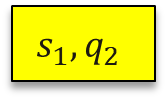 s₁, q₂